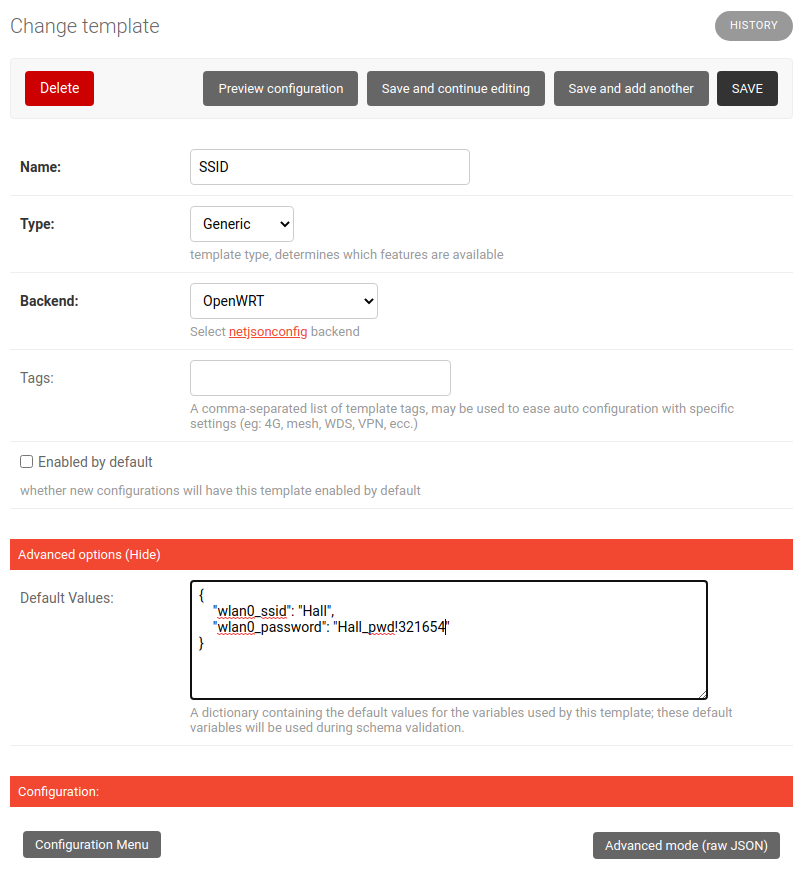 Change template
HISTORY
Delete
Preview configuration
Save and continue editing
Save and add another
SAVE
Name:
SSID
Type:
Generic
template type, determines which features are available
Backend:
OpenWRT
Select netjsonconfig backend
Tags:
A comma-separated list of template tags, may be used to ease auto configuration with specific
settings (eg: 4G, mesh, WDS, VPN, ecc.)
Enabled by default
whether new configurations will have this template enabled by default
Advanced options (Hide)
Default Values:
{
"wlan0_ssid": "Hall",
"wlan0_password": "Hall_pwd!321654"
}
A dictionary containing the default values for the variables used by this template; these default
variables will be used during schema validation.
Configuration:
Configuration Menu
Advanced mode (raw JSON)